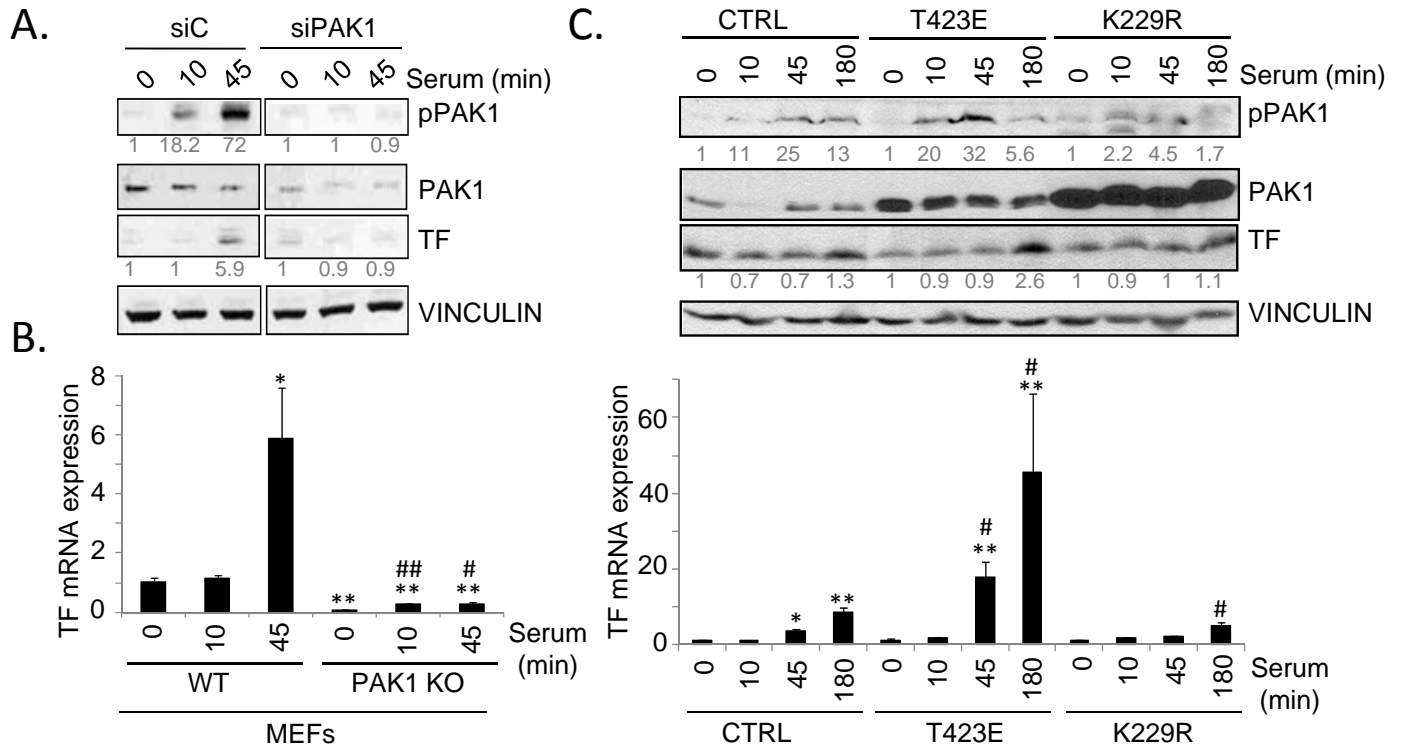 A.
siC siPAK1
0 10 45 0 10 45 Serum (min)
pPAK1
1 18.2 72 1 1 0.9
PAK1
TF
1 1 5.9 1 0.9 0.9
VINCULIN
B.
TF mRNA expression
8
6
4
2
0
*
** ## ** # **
0 10 45 0 10 45 Serum (min)
WT PAK1 KO
MEFs
C.
CTRL T423E K229R
0 10 45 180 0 10 45 180 0 10 45 180 Serum (min)
pPAK1
1 11 25 13 1 20 32 5.6 1 2.2 4.5 1.7
PAK1
TF
1 0.7 0.7 1.3 1 0.9 0.9 2.6 1 0.9 1 1.1
VINCULIN
TF mRNA expression
60
40
20
0
* ** # ** # ** #
0 10 45 180 0 10 45 180 0 10 45 180 Serum (min)
CTRL T423E K229R